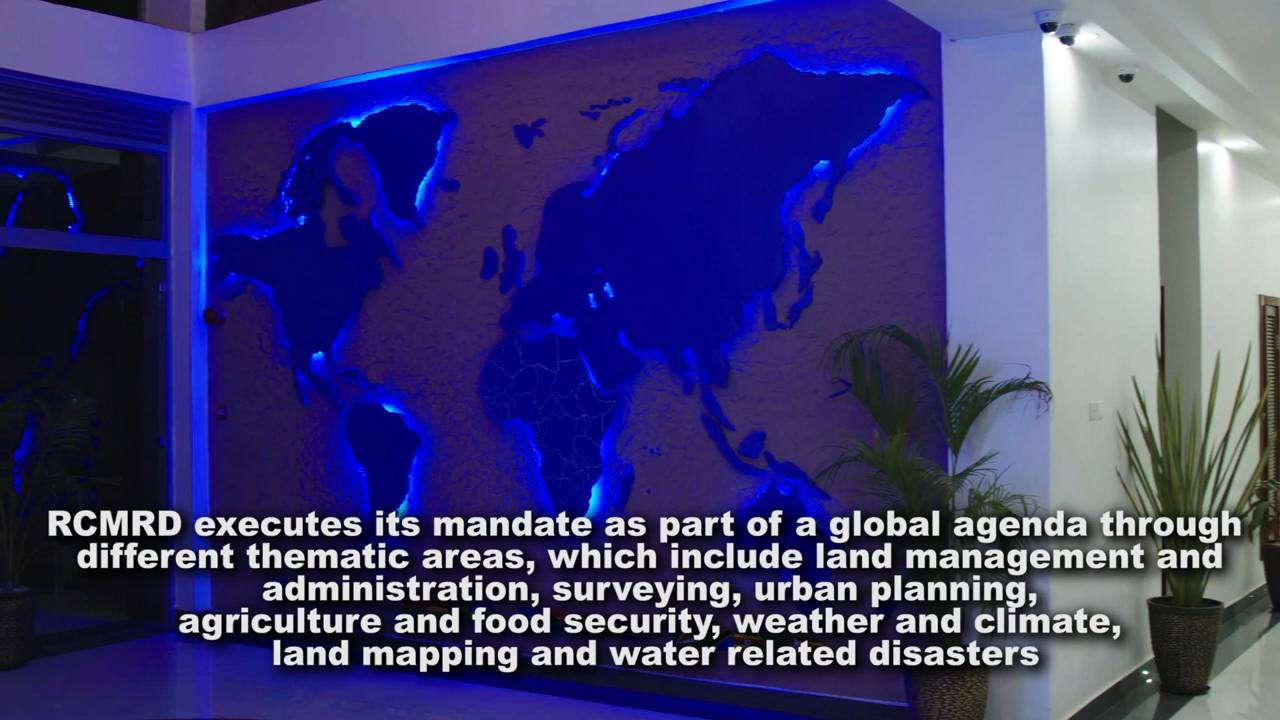 RCMRD executes its mandate as part of a global agenda through
different thematic areas, which include land management and
administration, surveying, urban planning,
agriculture and food security, weather and climate,
land mapping and water related disasters